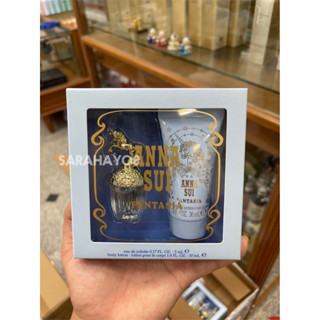 SARAHAYOB
ANNA
SUI
FANTASIA
ANNA
SUI
FANTASIA
eau de toilette 0.17 FL. OZ. - 5 mL ℮
body lotion · lotion pour le corps 1.0 FL. OZ. - 30 mL ℮